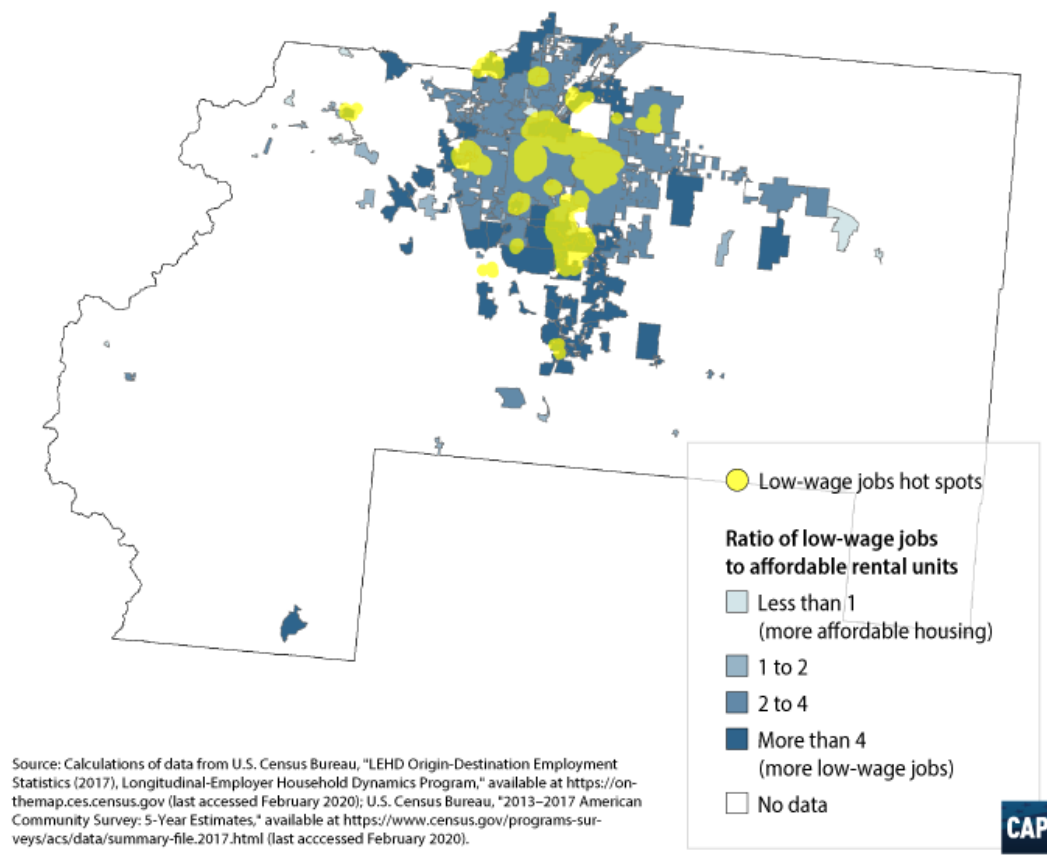 Low-wage jobs hot spots
Ratio of low-wage jobs
to affordable rental units
Less than 1
(more affordable housing)
1 to 2
2 to 4
More than 4
(more low-wage jobs)
No data
Source: Calculations of data from U.S. Census Bureau, "LEHD Origin-Destination Employment
Statistics (2017), Longitudinal-Employer Household Dynamics Program," available at https://on-
themap.ces.census.gov (last accessed February 2020); U.S. Census Bureau, "2013–2017 American
Community Survey: 5-Year Estimates," available at https://www.census.gov/programs-sur-
veys/acs/data/summary-file.2017.html (last acccessed February 2020).
CAP